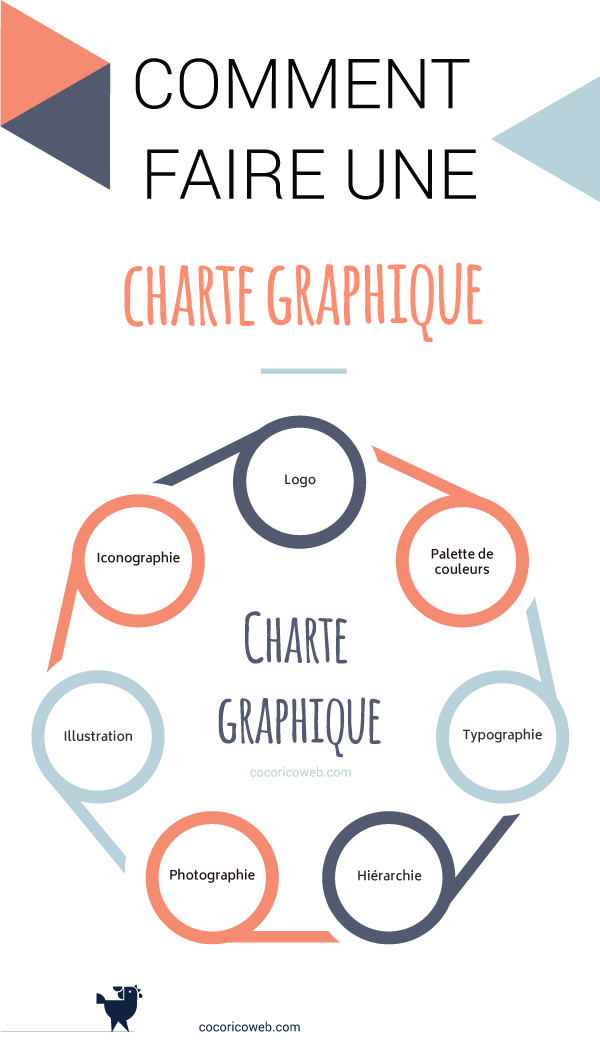 COMMENT
FAIRE UNE
CHARTE GRAPHIQUE
Logo
Iconographie
Palette de
couleurs
Charte
graphique
cocoricoweb.com
Illustration
Typographie
Photographie
Hiérarchie
cocoricoweb.com